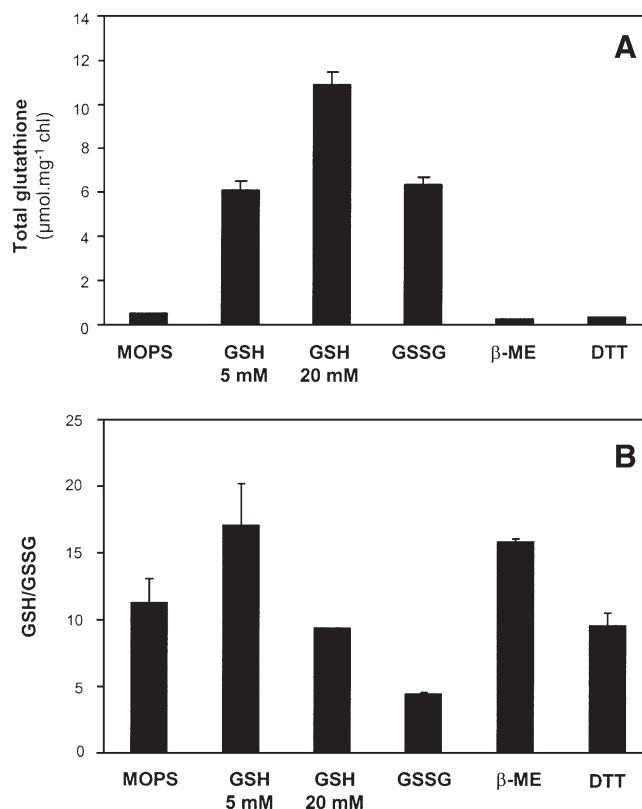 A
Total glutathione
(µmol.mg⁻¹ chl)
14
12
10
8
6
4
2
0
MOPS GSH GSH GSSG β-ME DTT
5 mM 20 mM
B
GSH/GSSG
25
20
15
10
5
0
MOPS GSH GSH GSSG β-ME DTT
5 mM 20 mM